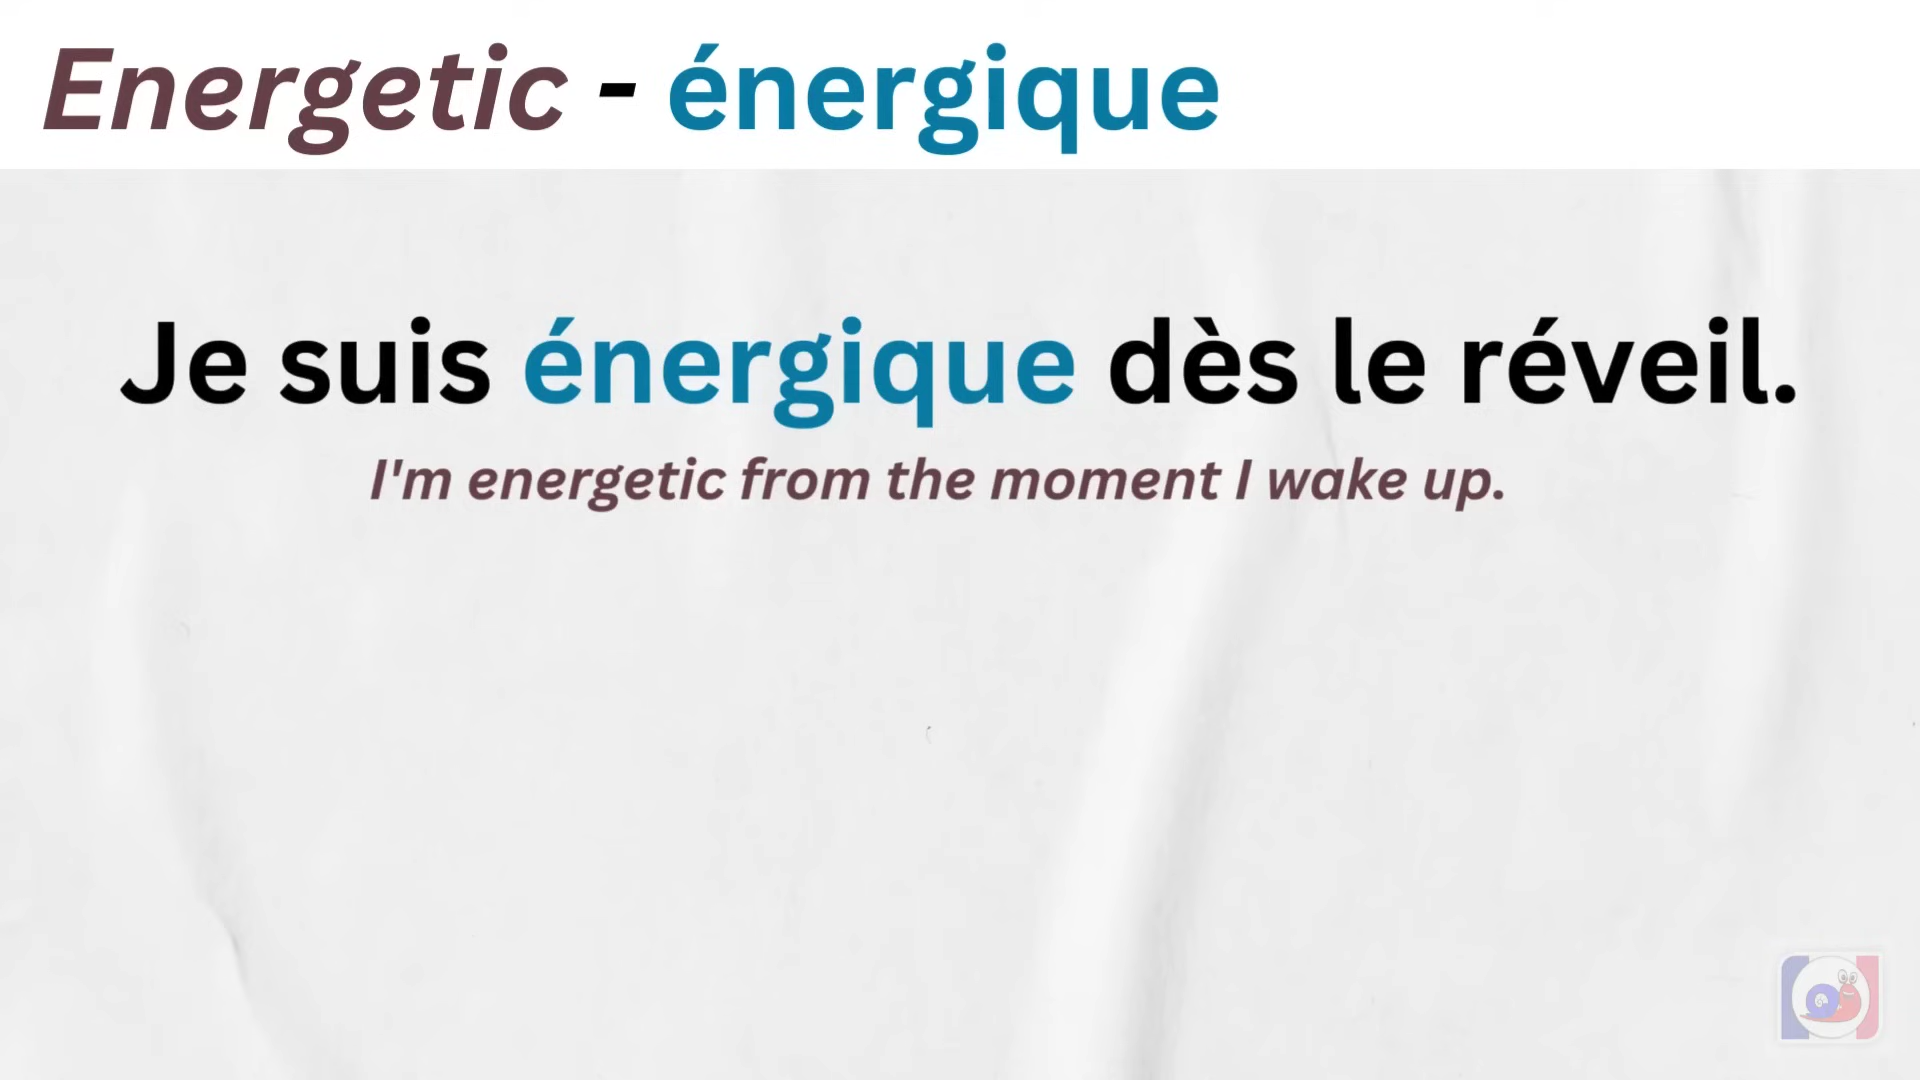 Energetic - énergique
Je suis énergique dès le réveil.
I'm energetic from the moment I wake up.